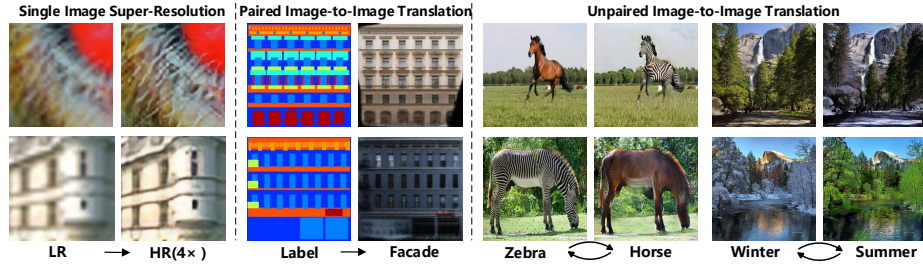 Single Image Super-Resolution
Paired Image-to-Image Translation
Unpaired Image-to-Image Translation
LR → HR(4×)
Label → Facade
Zebra Horse
Winter Summer